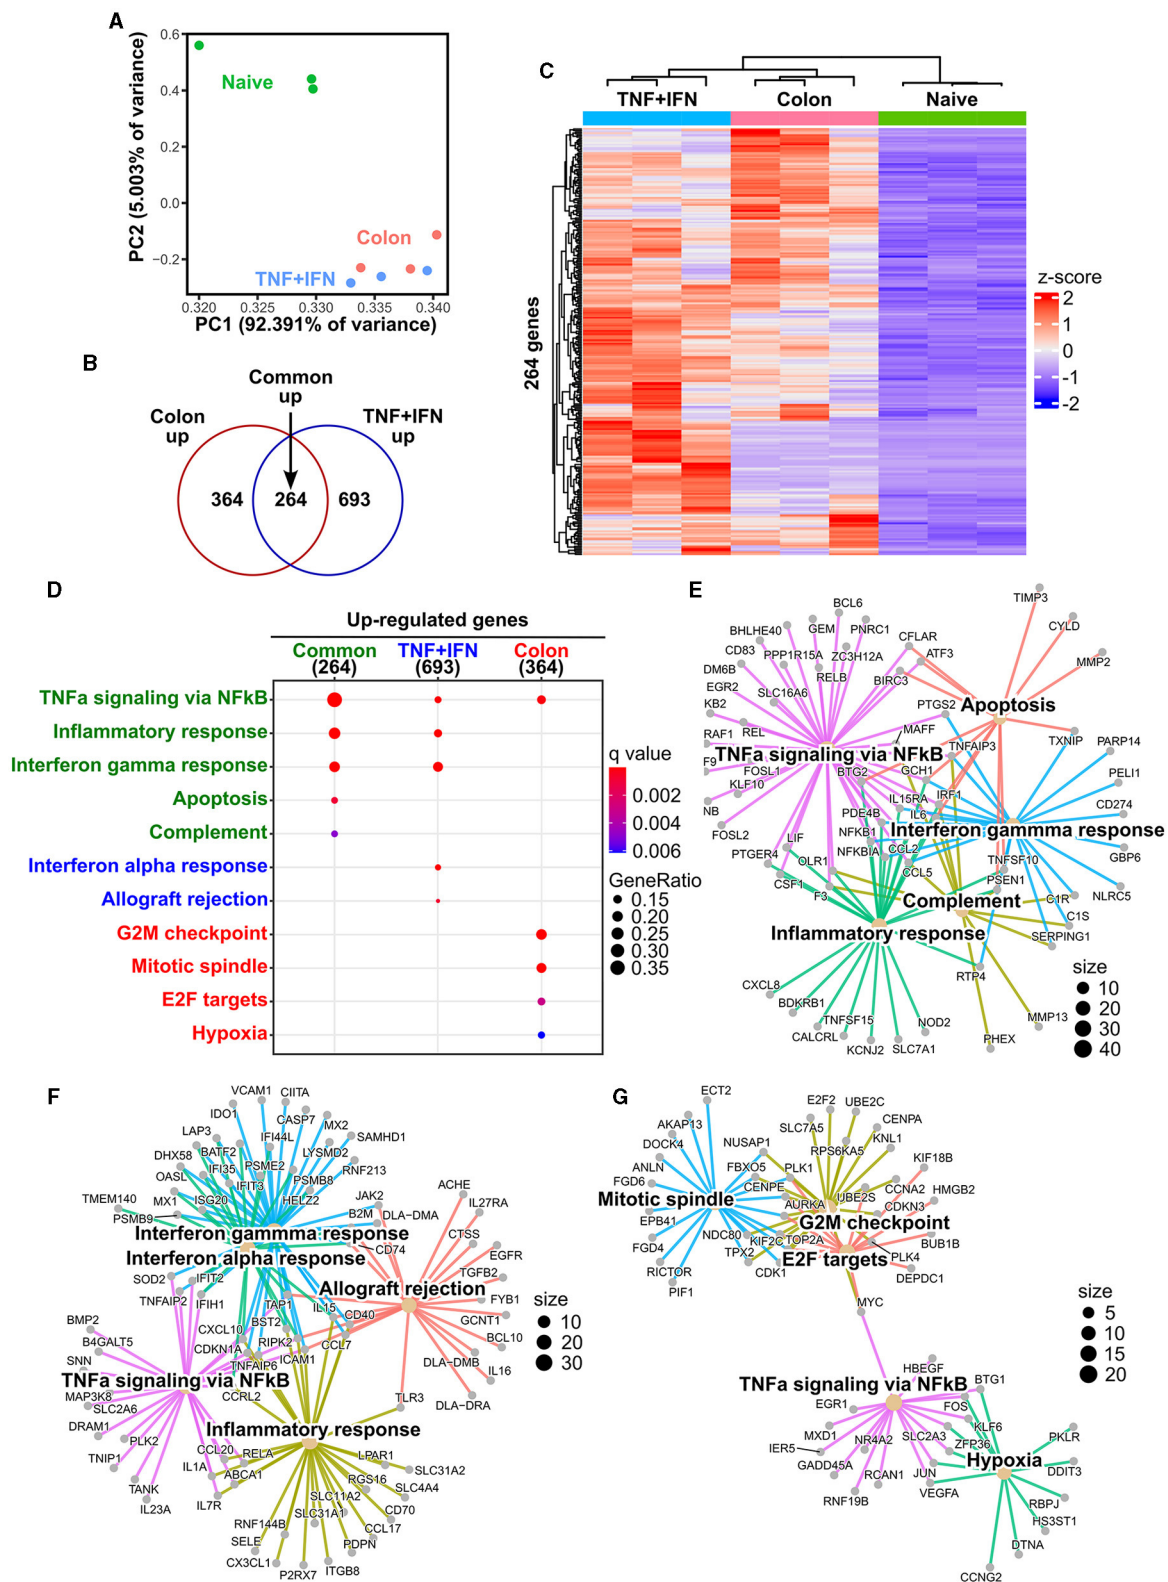 A
0.6
0.4
0.2
0.0
−0.2
PC2 (5.003% of variance)
Naive
Colon
TNF+IFN
0.320
0.325
0.330
0.335
0.340
PC1 (92.391% of variance)
B
Common
up
Colon
up
TNF+IFN
up
364
264
693
C
TNF+IFN
Colon
Naive
264 genes
z-score
2
1
0
-1
-2
D
Up-regulated genes
Common
(264)
TNF+IFN
(693)
Colon
(364)
TNFa signaling via NFkB
Inflammatory response
Interferon gamma response
Apoptosis
Complement
Interferon alpha response
Allograft rejection
G2M checkpoint
Mitotic spindle
E2F targets
Hypoxia
q value
0.002
0.004
0.006
GeneRatio
0.15
0.20
0.25
0.30
0.35
E
TIMP3
BCL6
CYLD
GEM
PNRC1
BHLHE40
CFLAR
CD83
PPP1R15A
ZC3H12A
ATF3
MMP2
DM6B
RELB
BIRC3
EGR2
SLC16A6
KB2
PTGS2
Apoptosis
RAF1
REL
MAFF
TXNIP
PARP14
TNFAIP3
TNFa signaling via NFkB
F9
FOSL1
BTG2
GCH1
PELI1
KLF10
IL15RA
IRF1
CD274
NB
PDE4B
IL6
FOSL2
NFKB1
Interferon gammma response
LIF
PTGER4
NFKBIA
CCL2
GBP6
OLR1
TNFSF10
CCL5
PSEN1
CSF1
F3
NLRC5
Complement
C1R
C1S
Inflammatory response
SERPING1
RTP4
CXCL8
BDKRB1
TNFSF15
NOD2
MMP13
CALCRL
KCNJ2
SLC7A1
PHEX
size
10
20
30
40
F
VCAM1
CIITA
IDO1
CASP7
MX2
LAP3
IFI44L
SAMHD1
DHX58
BATF2
LYSMD2
IFI35
PSME2
RNF213
OASL
IFIT3
PSMB8
TMEM140
MX1
ISG20
HELZ2
JAK2
ACHE
PSMB9
B2M
DLA-DMA
IL27RA
Interferon gammma response
CTSS
CD74
EGFR
Interferon alpha response
SOD2
IFIT2
TGFB2
Allograft rejection
TNFAIP2
IFIH1
TAP1
IL15
FYB1
BMP2
BST2
CD40
GCNT1
CXCL10
B4GALT5
RIPK2
CCL7
BCL10
CDKN1A
SNN
TNFAIP6
ICAM1
DLA-DMB
IL16
TNFa signaling via NFkB
MAP3K8
CCRL2
DLA-DRA
SLC2A6
TLR3
DRAM1
Inflammatory response
PLK2
CCL20
RELA
TNIP1
LPAR1
IL1A
SLC31A2
ABCA1
RGS16
TANK
SLC4A4
IL23A
IL7R
SLC11A2
SLC31A1
CD70
RNF144B
CCL17
SELE
PDPN
CX3CL1
P2RX7
ITGB8
size
10
20
30
G
ECT2
E2F2
UBE2C
AKAP13
SLC7A5
CENPA
DOCK4
NUSAP1
KNL1
RPS6KA5
ANLN
FBXO5
PLK1
KIF18B
FGD6
CENPE
UBE2S
CCNA2
HMGB2
Mitotic spindle
AURKA
CDKN3
EPB41
G2M checkpoint
NDC80
KIF2C
TOP2A
BUB1B
FGD4
TPX2
E2F targets
PLK4
RICTOR
CDK1
DEPDC1
PIF1
MYC
HBEGF
TNFa signaling via NFkB
BTG1
EGR1
FOS
MXD1
SLC2A3
KLF6
IER5
NR4A2
ZFP36
PKLR
GADD45A
Hypoxia
RCAN1
JUN
DDIT3
RNF19B
VEGFA
RBPJ
HS3ST1
DTNA
CCNG2
size
5
10
15
20